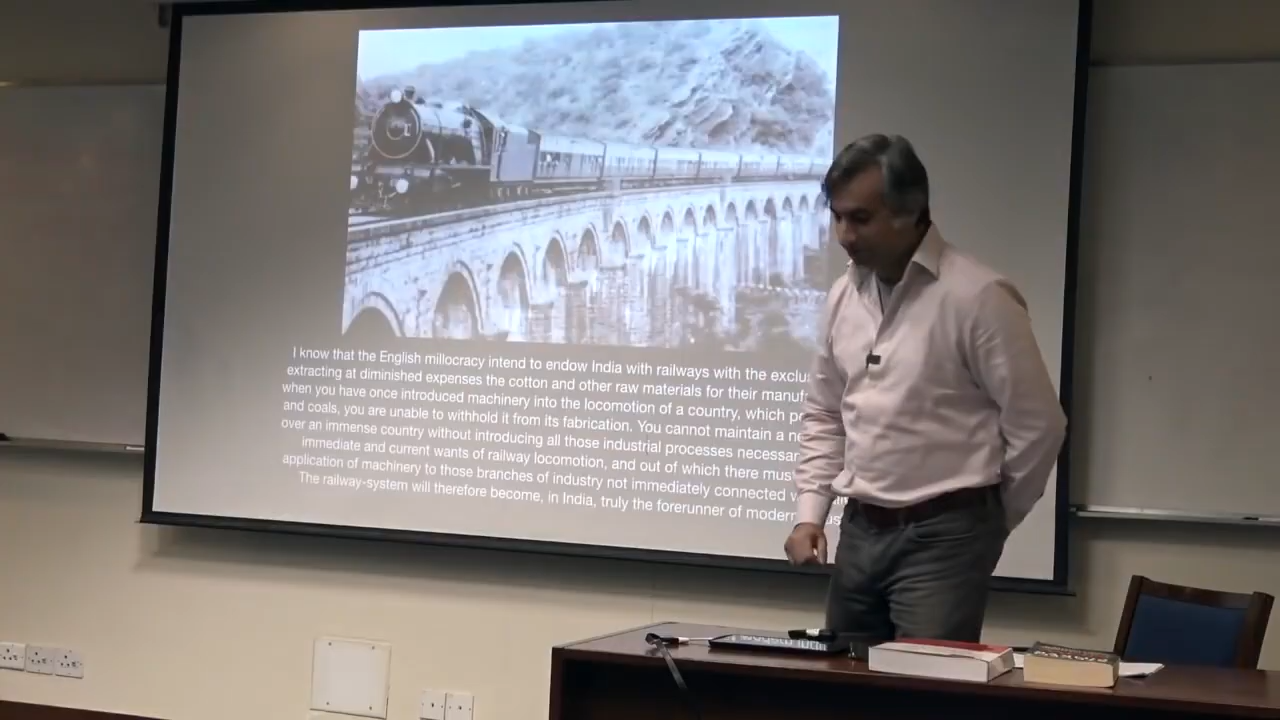 I know that the English millocracy intend to endow India with railways with the
extracting at diminished expenses the cotton and other raw materials for their
when you have once introduced machinery into the locomotion of a country, which
and coals, you are unable to withhold it from its fabrication. You cannot maintain a
over an immense country without introducing all those industrial processes
immediate and current wants of railway locomotion, and out of which there
application of machinery to those branches of industry not immediately connected
The railway-system will therefore become, in India, truly the forerunner of modern